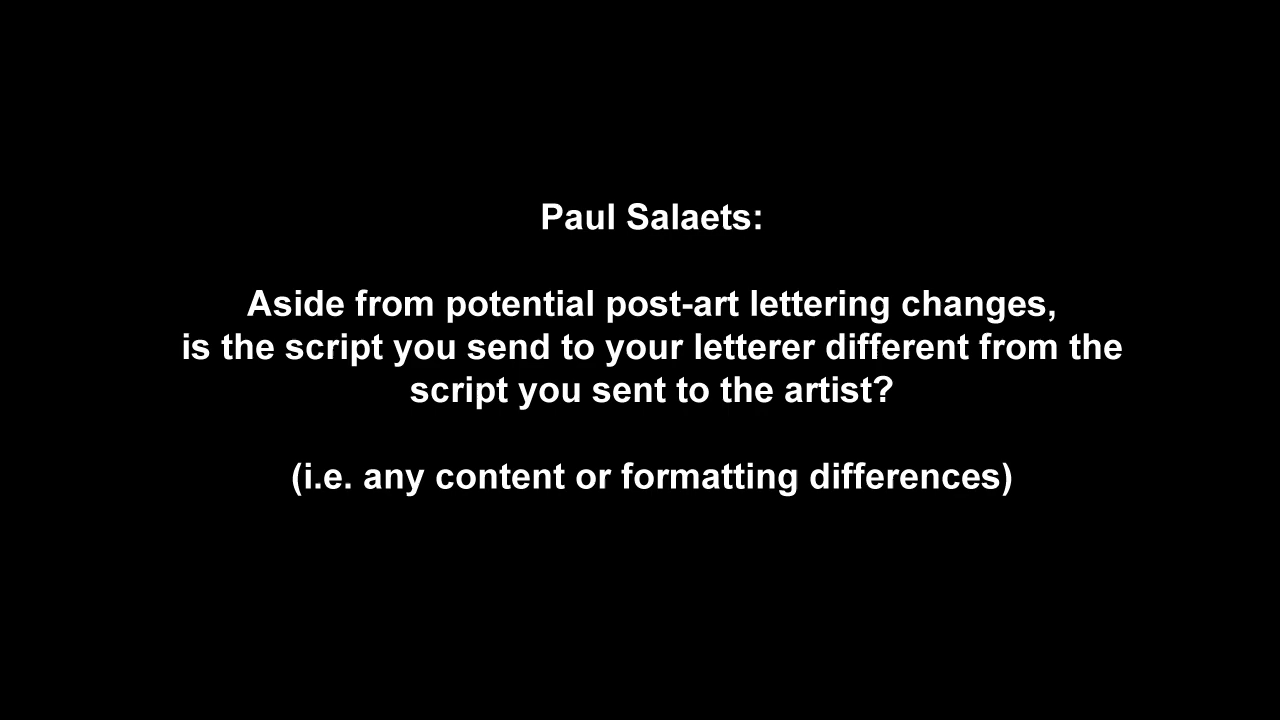 Paul Salaets:
Aside from potential post-art lettering changes,
is the script you send to your letterer different from the
script you sent to the artist?
(i.e. any content or formatting differences)